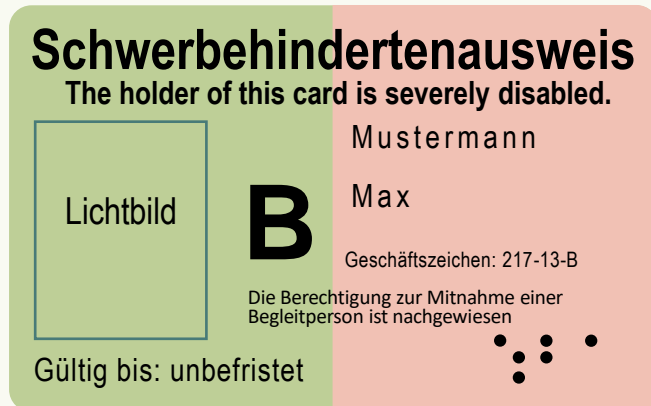 Schwerbehindertenausweis
The holder of this card is severely disabled.
Mustermann
Lichtbild
B
Max
Geschäftszeichen: 217-13-B
Die Berechtigung zur Mitnahme einer
Begleitperson ist nachgewiesen
Gültig bis: unbefristet